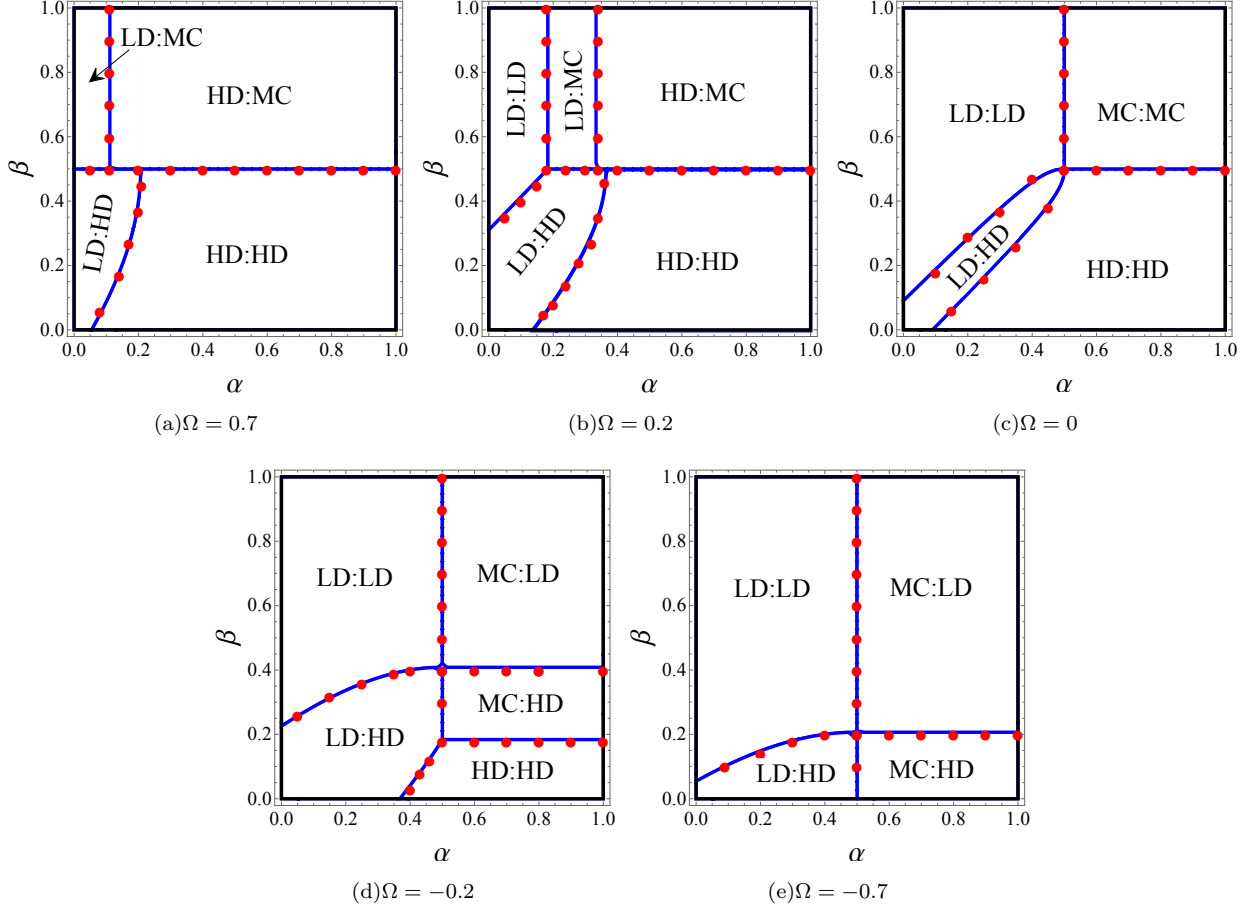 1.0
0.8
0.6
0.4
0.2
0.0
β
LD:MC
HD:MC
LD:HD
HD:HD
0.0 0.2 0.4 0.6 0.8 1.0
α
(a)Ω = 0.7
1.0
0.8
0.6
0.4
0.2
0.0
β
LD:LD
LD:MC
HD:MC
LD:HD
HD:HD
0.0 0.2 0.4 0.6 0.8 1.0
α
(b)Ω = 0.2
1.0
0.8
0.6
0.4
0.2
0.0
β
LD:LD
MC:MC
LD:HD
HD:HD
0.0 0.2 0.4 0.6 0.8 1.0
α
(c)Ω = 0
1.0
0.8
0.6
0.4
0.2
0.0
β
LD:LD
MC:LD
MC:HD
LD:HD
HD:HD
0.0 0.2 0.4 0.6 0.8 1.0
α
(d)Ω = −0.2
1.0
0.8
0.6
0.4
0.2
0.0
β
LD:LD
MC:LD
LD:HD
MC:HD
0.0 0.2 0.4 0.6 0.8 1.0
α
(e)Ω = −0.7